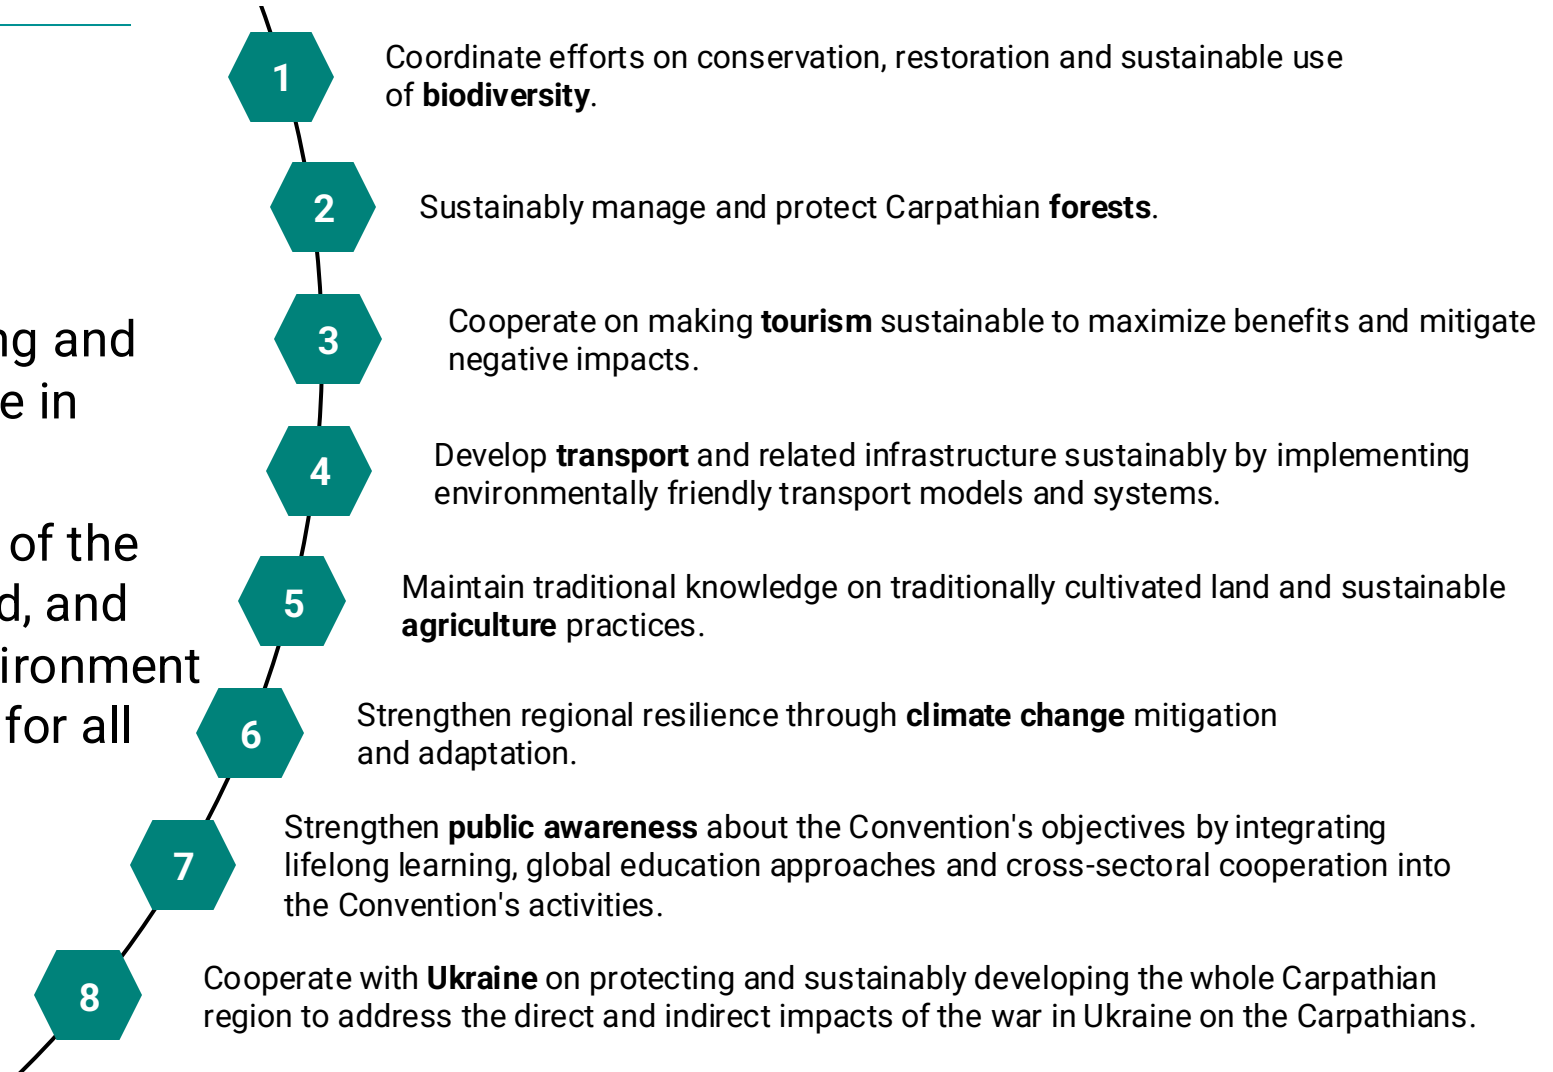 1
Coordinate efforts on conservation, restoration and sustainable use
of biodiversity.
2
Sustainably manage and protect Carpathian forests.
3
Cooperate on making tourism sustainable to maximize benefits and mitigate
negative impacts.
4
Develop transport and related infrastructure sustainably by implementing
environmentally friendly transport models and systems.
5
Maintain traditional knowledge on traditionally cultivated land and sustainable
agriculture practices.
6
Strengthen regional resilience through climate change mitigation
and adaptation.
7
Strengthen public awareness about the Convention's objectives by integrating
lifelong learning, global education approaches and cross-sectoral cooperation into
the Convention's activities.
8
Cooperate with Ukraine on protecting and sustainably developing the whole Carpathian
region to address the direct and indirect impacts of the war in Ukraine on the Carpathians.
and
in
of the
and
for all